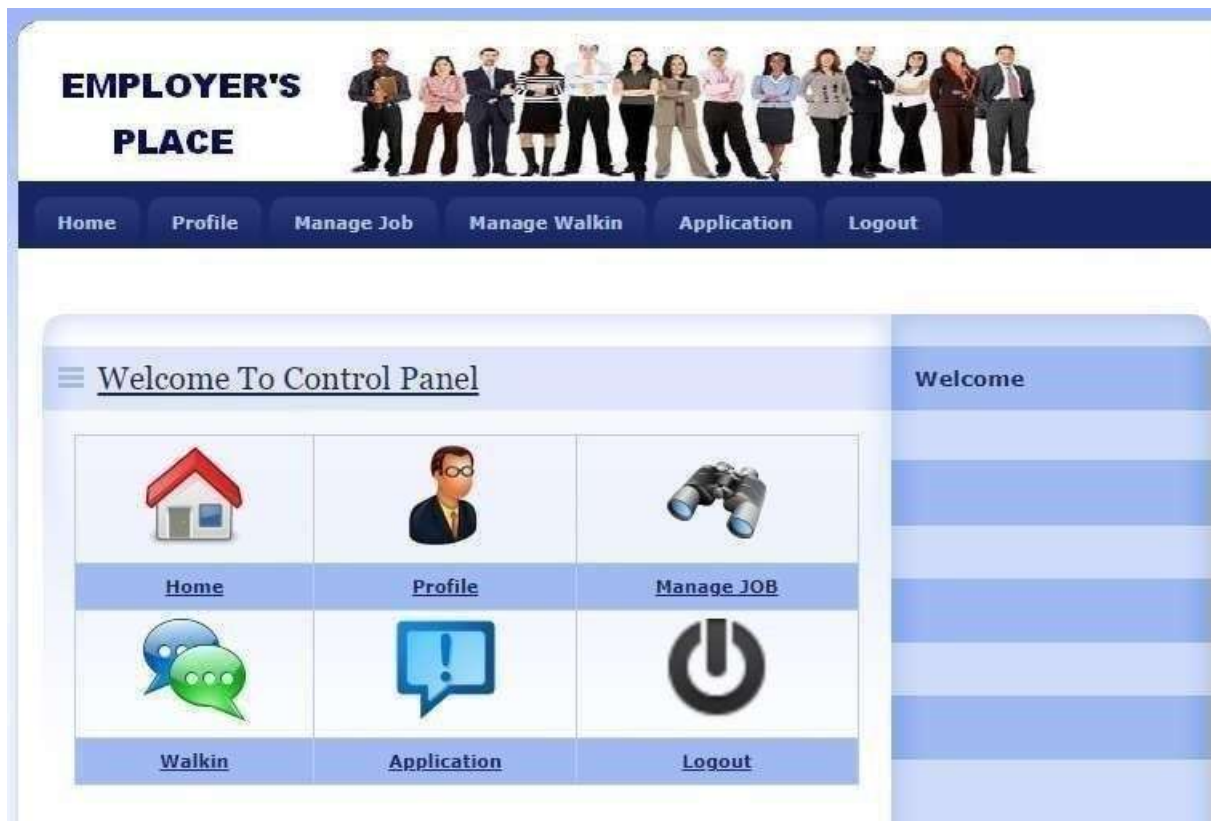 EMPLOYER'S
PLACE
Home Profile Manage Job Manage Walkin Application Logout
Welcome To Control Panel
Welcome
Home Profile Manage JOB
Walkin Application Logout